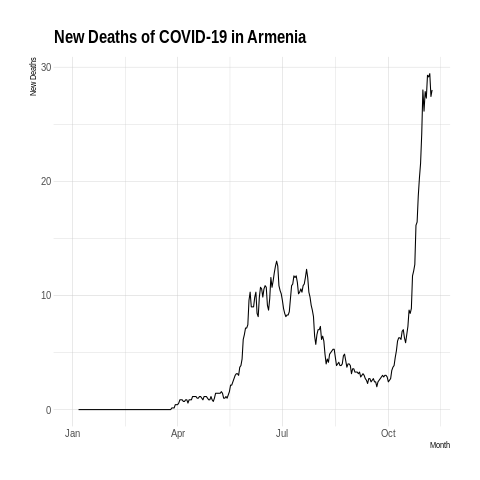 New Deaths of COVID-19 in Armenia
New Deaths
30
20
10
0
Jan Apr Jul Oct
Month